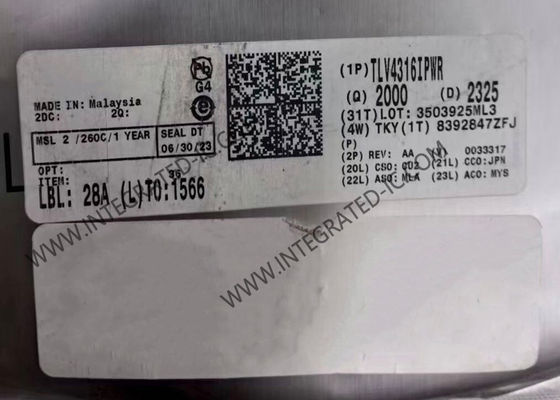 Pb
G4
e
MADE IN: Malaysia
2DC: 2Q:
MSL 2 /260C/1 YEAR
SEAL DT
06/30/23
OPT:
ITEM: 36
LBL: 28A (L)TO:1566
(1P) TLV4316IPWR
(Q) 2000 (D) 2325
(31T) LOT: 3503925ML3
(4W) TKY(1T) 8392847ZFJ
(P)
(2P) REV: AA (V) 0033317
(20L) CSO: CU2 (21L) CCO:JPN
(22L) ASO: MLA (23L) ACO: MYS
WWW.INTEGRATED-IC.COM
WWW.INTEGRATED-IC.COM